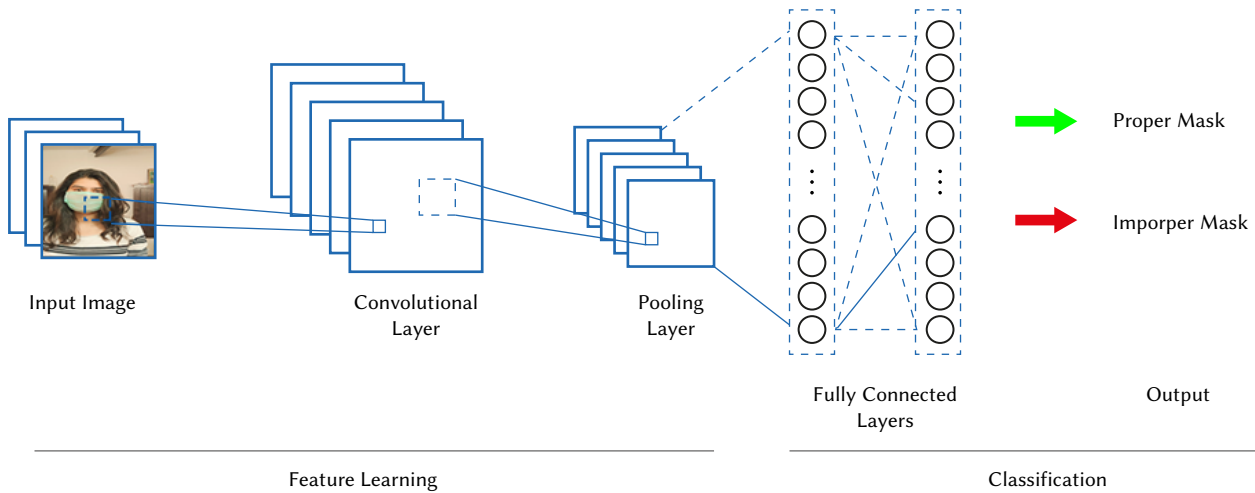 Input Image
Convolutional
Layer
Pooling
Layer
Fully Connected
Layers
Proper Mask
Imporper Mask
Output
Feature Learning
Classification